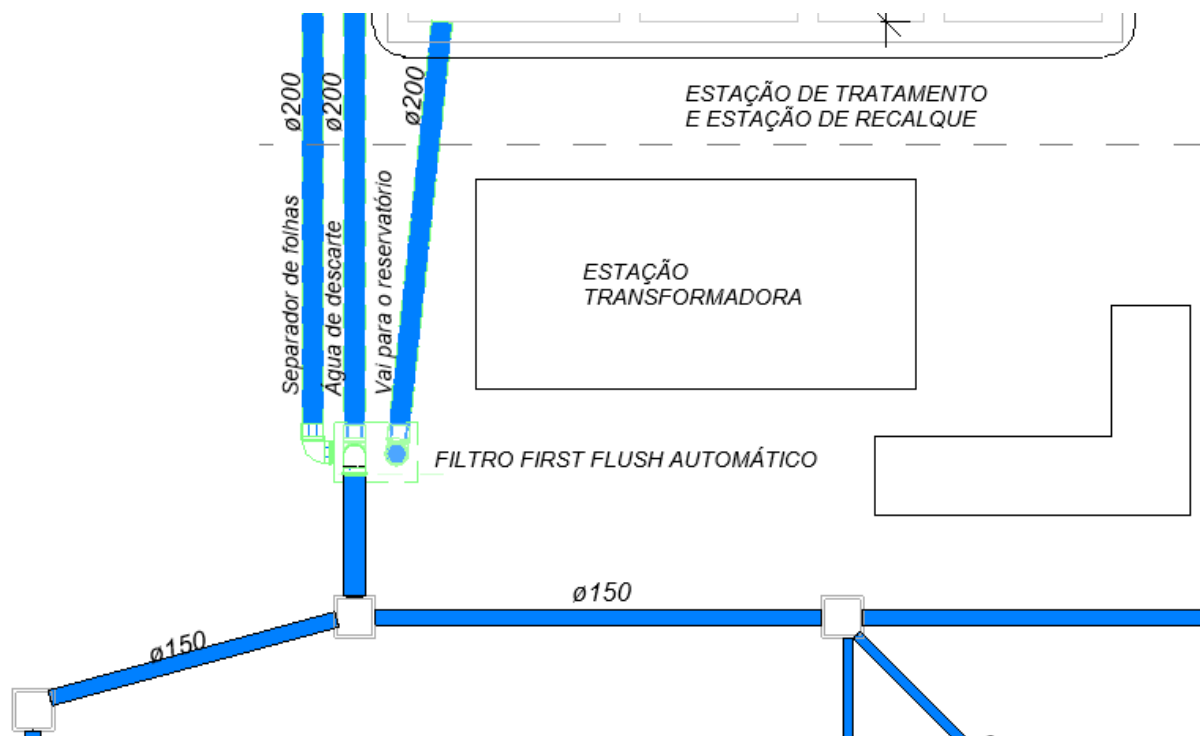 ø200
ø200
ø200
ESTAÇÃO DE TRATAMENTO
E ESTAÇÃO DE RECALQUE
Separador de folhas
Água de descarte
Vai para o reservatório
ESTAÇÃO
TRANSFORMADORA
FILTRO FIRST FLUSH AUTOMÁTICO
ø150
ø150